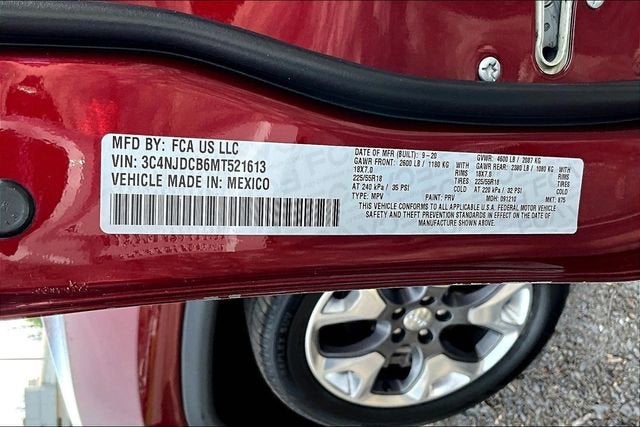 MFD BY: FCA US LLC
VIN: 3C4NJDCB6MT521613
VEHICLE MADE IN: MEXICO
DATE OF MFR (BUILT): 9-20 GVWR: 4600 LB / 2087 KG
GAWR FRONT: 2600 LB / 1180 KG WITH GAWR REAR: 2380 LB / 1080 KG WITH
18X7.0 RIMS 18X7.0 RIMS
225/55R18 TIRES 225/55R18 TIRES
AT 240 kPa / 35 PSI COLD AT 220 kPa / 32 PSI COLD
TYPE: MPV PAINT: PRV MDH: 091210 MKT: 875
THIS VEHICLE CONFORMS TO ALL APPLICABLE U.S. FEDERAL MOTOR VEHICLE
SAFETY AND THEFT PREVENTION STANDARDS IN EFFECT ON THE DATE OF
MANUFACTURE SHOWN ABOVE.